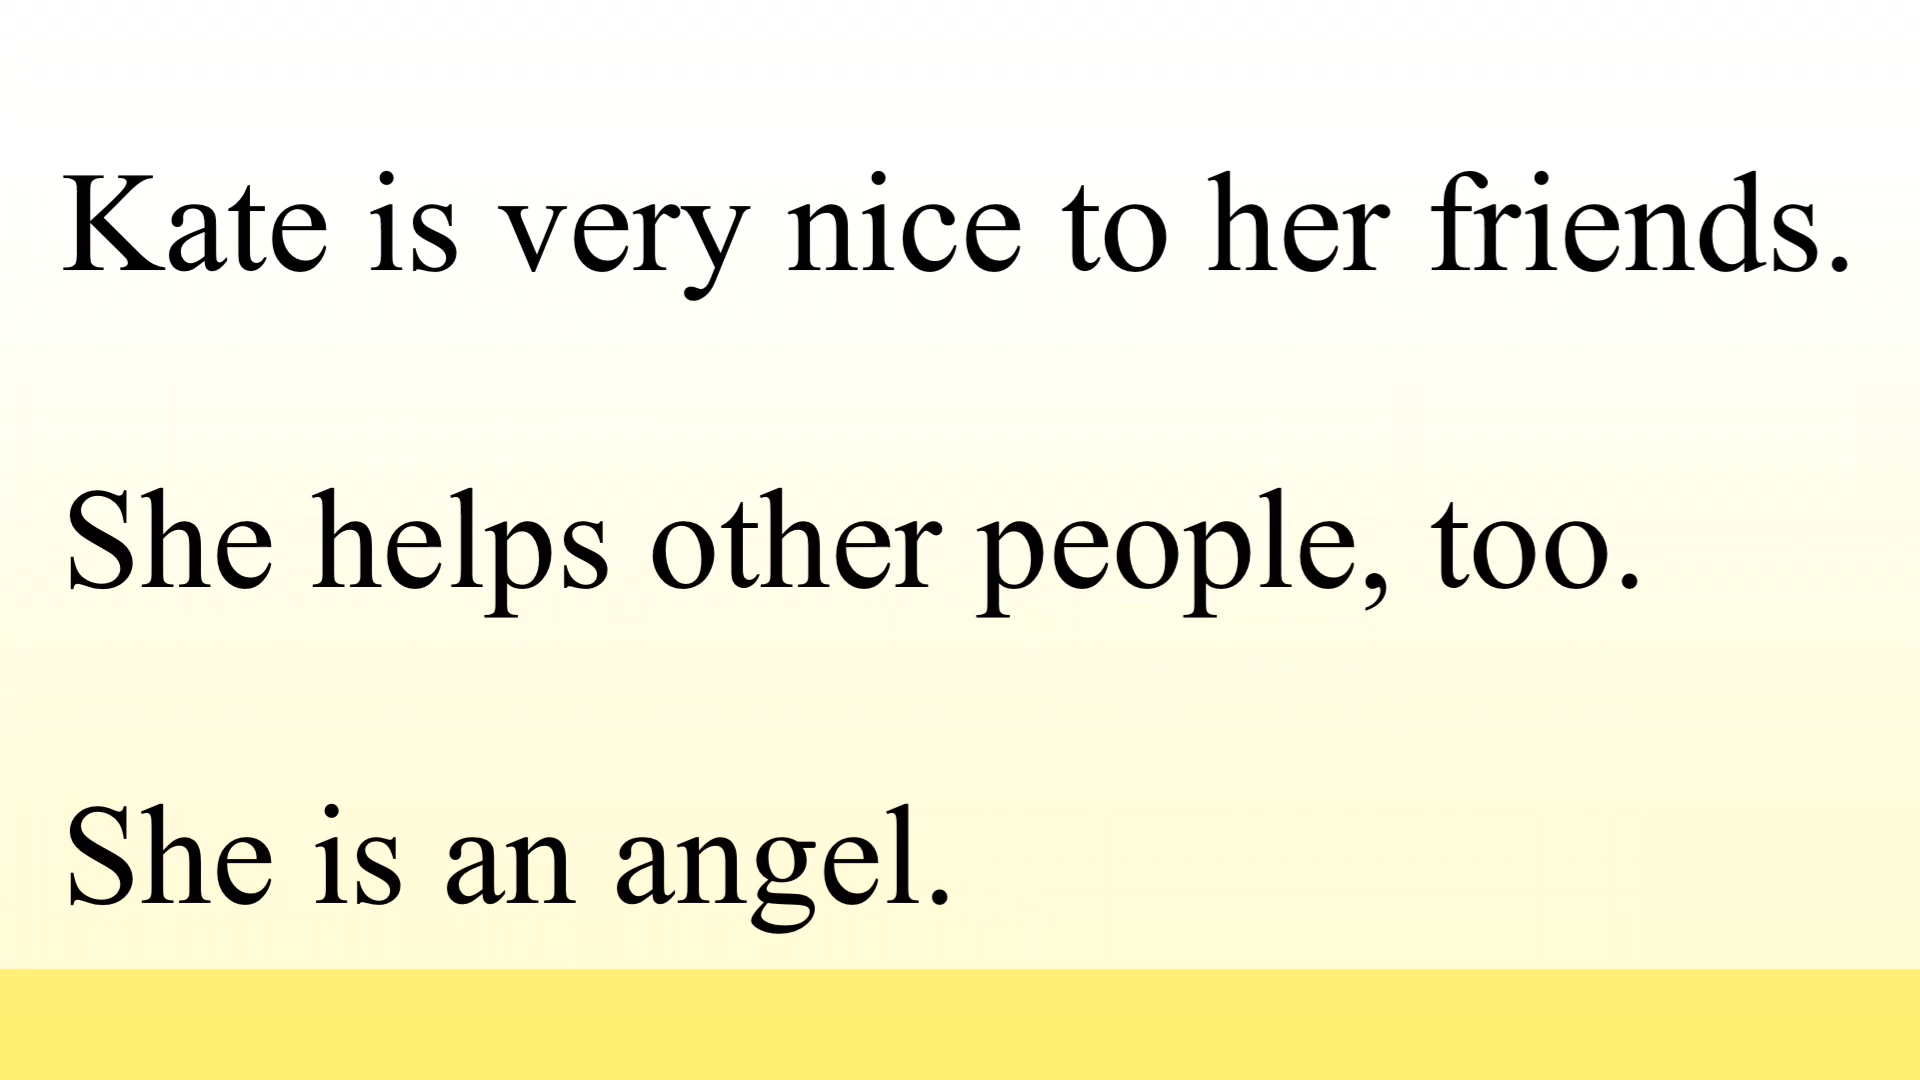 Kate is very nice to her friends.
She helps other people, too.
She is an angel.